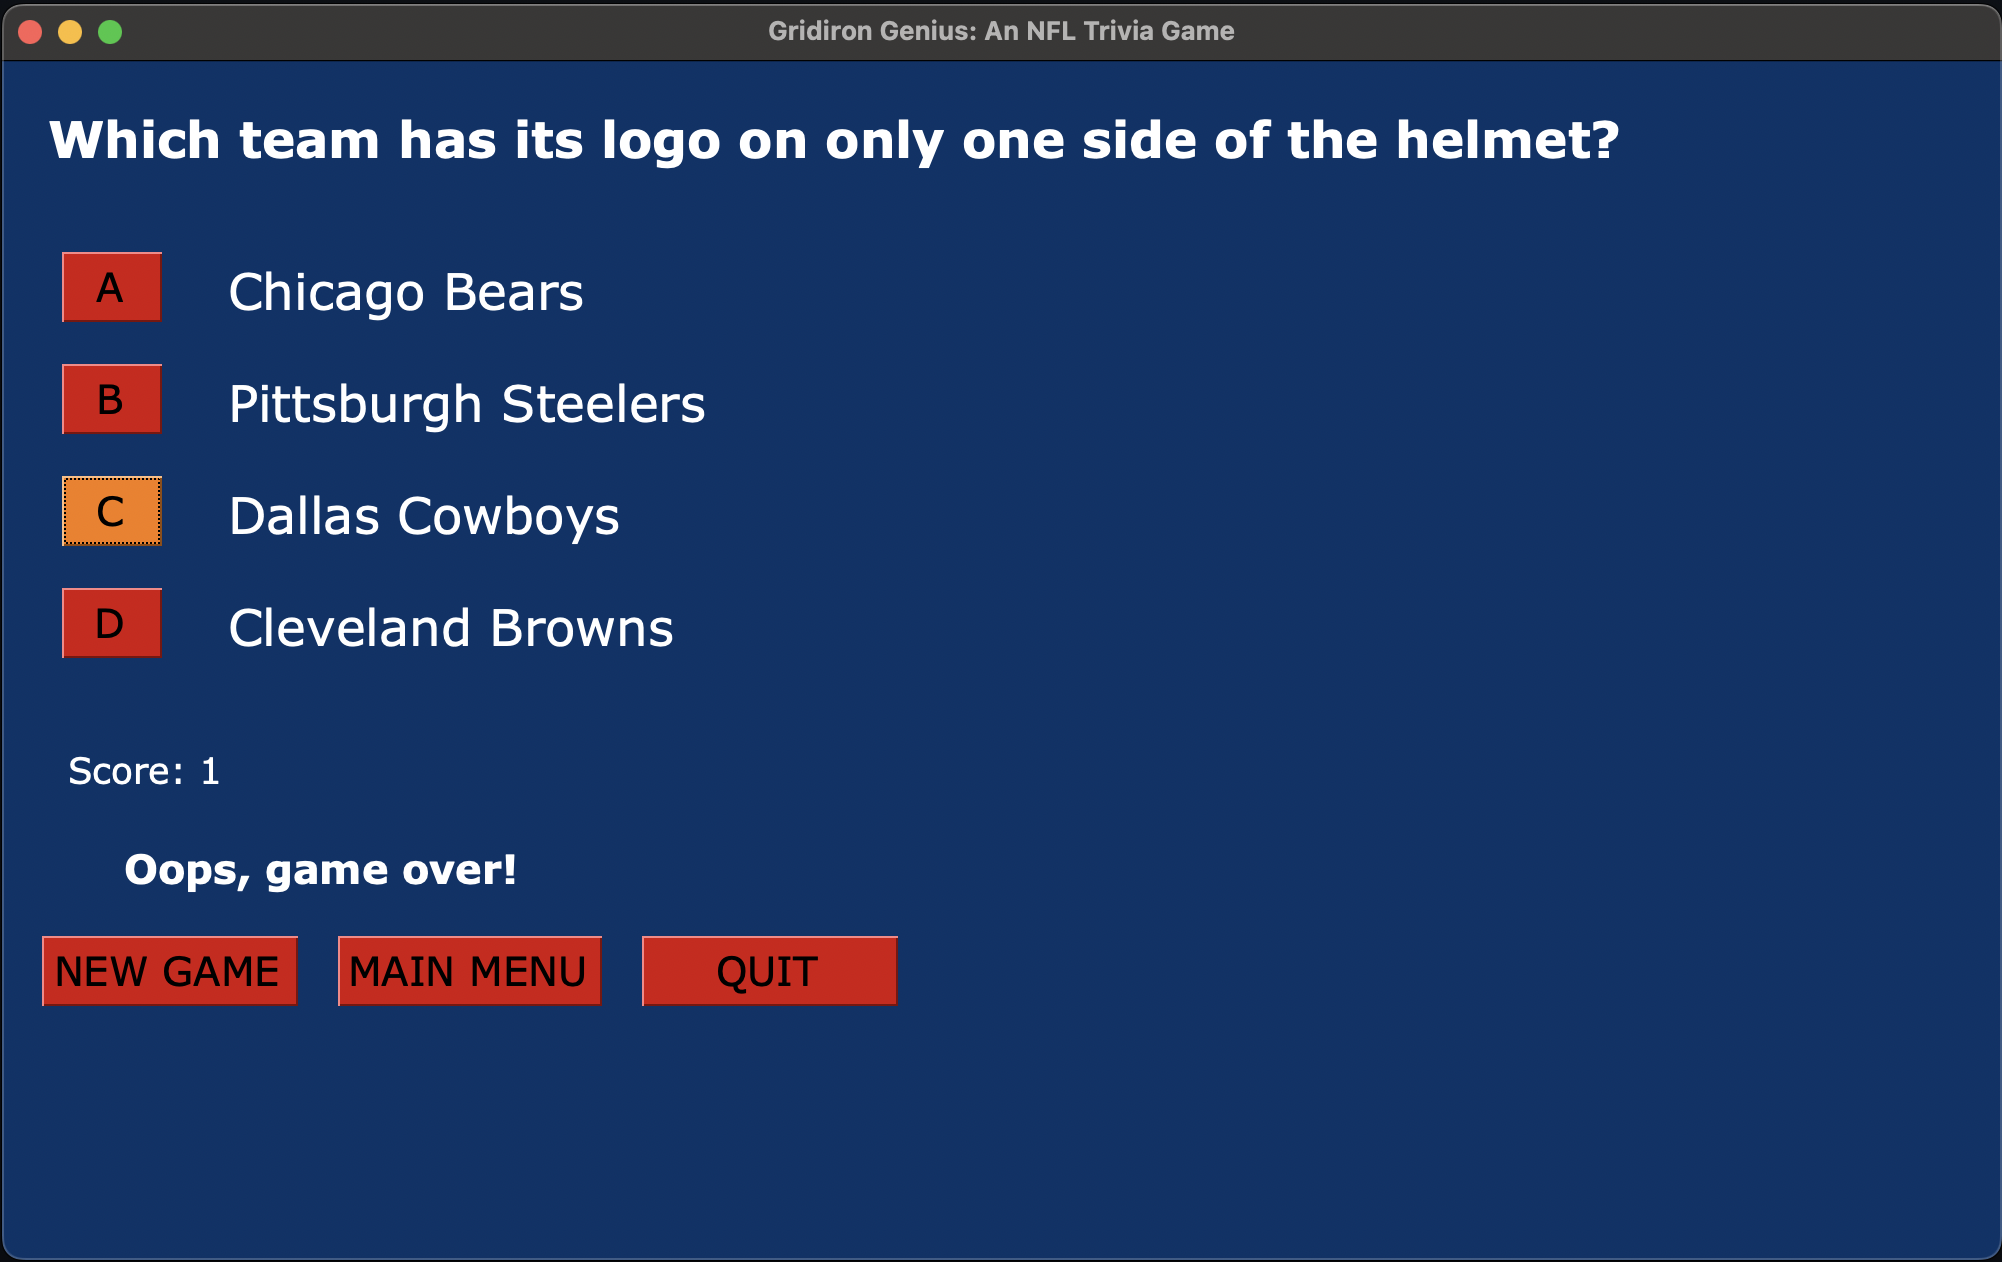 Gridiron Genius: An NFL Trivia Game
Which team has its logo on only one side of the helmet?
A Chicago Bears
B Pittsburgh Steelers
C Dallas Cowboys
D Cleveland Browns
Score: 1
Oops, game over!
NEW GAME MAIN MENU QUIT